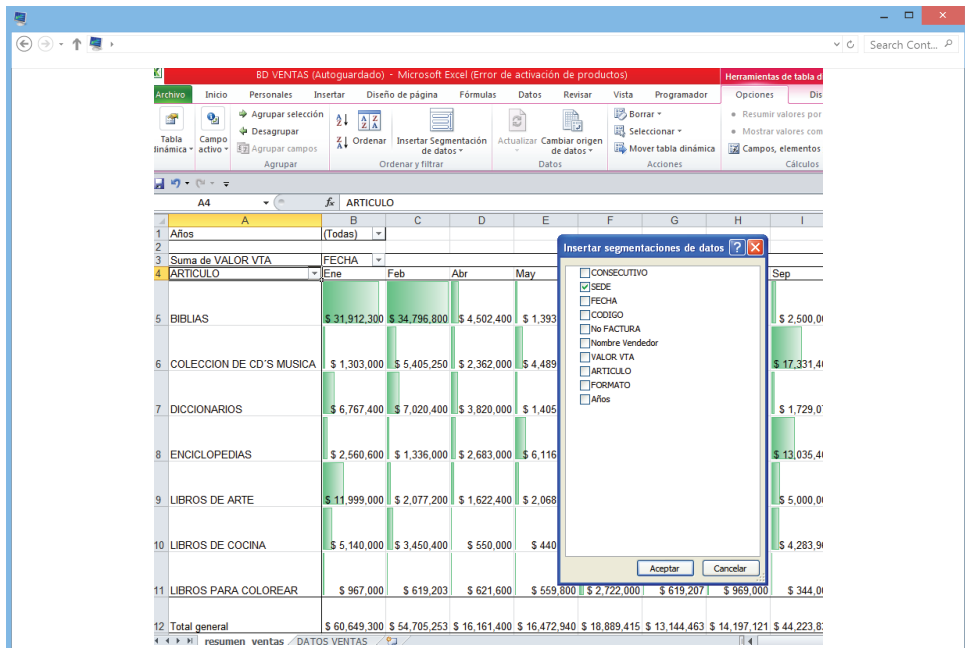 Search Cont...
BD VENTAS (Autoguardado) - Microsoft Excel (Error de activación de productos)
Herramientas de tabla d
Archivo Inicio Personales Insertar Diseño de página Fórmulas Datos Revisar Vista Programador Opciones Dis
Tabla dinámica
Campo activo
Agrupar selección
Desagrupar
Agrupar campos
Agrupar
Ordenar
Insertar Segmentación de datos
Ordenar y filtrar
Actualizar
Cambiar origen de datos
Datos
Borrar
Seleccionar
Mover tabla dinámica
Acciones
Resumir valores por
Mostrar valores com
Campos, elementos
Cálculos
A4 fx ARTICULO
A B C D E F G H I
1 Años (Todas)
2
3 Suma de VALOR VTA FECHA
4 ARTICULO Ene Feb Abr May Sep
5 BIBLIAS $ 31,912,300 $ 34,796,800 $ 4,502,400 $ 1,393 $ 2,500,0
6 COLECCION DE CD´S MUSICA $ 1,303,000 $ 5,405,250 $ 2,362,000 $ 4,489 $ 17,331,4
7 DICCIONARIOS $ 6,767,400 $ 7,020,400 $ 3,820,000 $ 1,405 $ 1,729,0
8 ENCICLOPEDIAS $ 2,560,600 $ 1,336,000 $ 2,683,000 $ 6,116 $ 13,035,4
9 LIBROS DE ARTE $ 11,999,000 $ 2,077,200 $ 1,622,400 $ 2,068 $ 5,000,0
10 LIBROS DE COCINA $ 5,140,000 $ 3,450,400 $ 550,000 $ 440 $ 4,283,9
11 LIBROS PARA COLOREAR $ 967,000 $ 619,203 $ 621,600 $ 559,800 $ 2,722,000 $ 619,207 $ 969,000 $ 344,0
12 Total general $ 60,649,300 $ 54,705,253 $ 16,161,400 $ 16,472,940 $ 18,889,415 $ 13,144,463 $ 14,197,121 $ 44,223,8
Insertar segmentaciones de datos
CONSECUTIVO
SEDE
FECHA
CODIGO
No FACTURA
Nombre Vendedor
VALOR VTA
ARTICULO
FORMATO
Años
Aceptar Cancelar
resumen ventas DATOS VENTAS